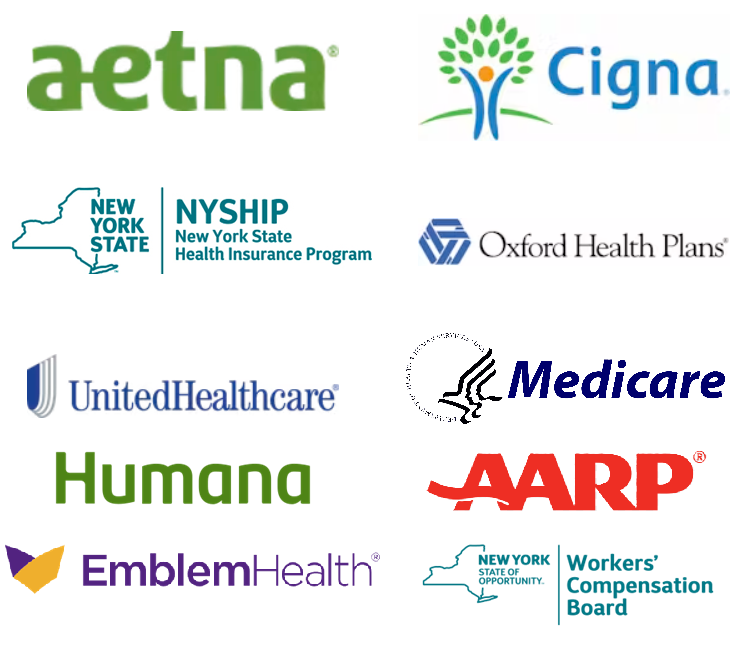 aetna®
Cigna®
NEW
YORK
STATE™
NYSHIP
New York State
Health Insurance Program
Oxford Health Plans®
UnitedHealthcare®
Medicare
Humana
AARP®
EmblemHealth®
NEW YORK
STATE OF
OPPORTUNITY.
Workers’
Compensation
Board